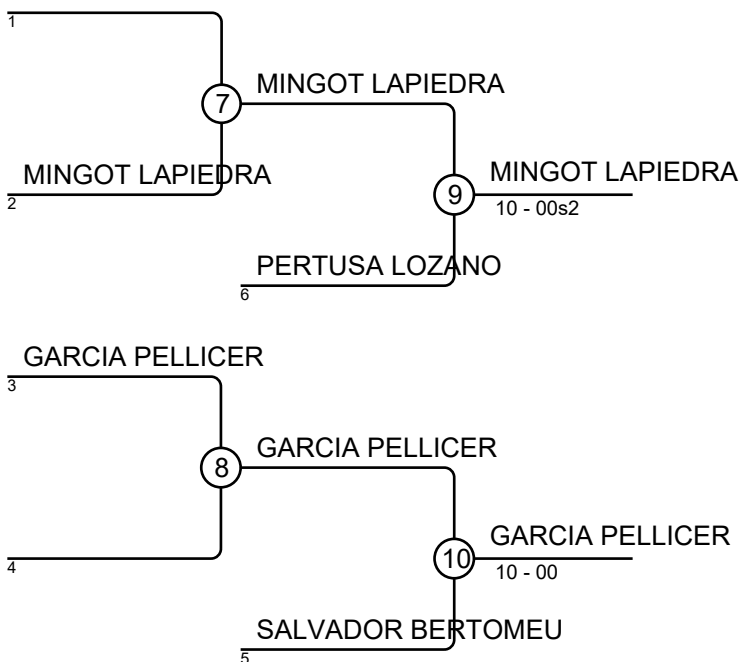 1
7
MINGOT LAPIEDRA
MINGOT LAPIEDRA
2
9
MINGOT LAPIEDRA
10 - 00s2
PERTUSA LOZANO
6
GARCIA PELLICER
3
8
GARCIA PELLICER
4
10
GARCIA PELLICER
10 - 00
SALVADOR BERTOMEU
5